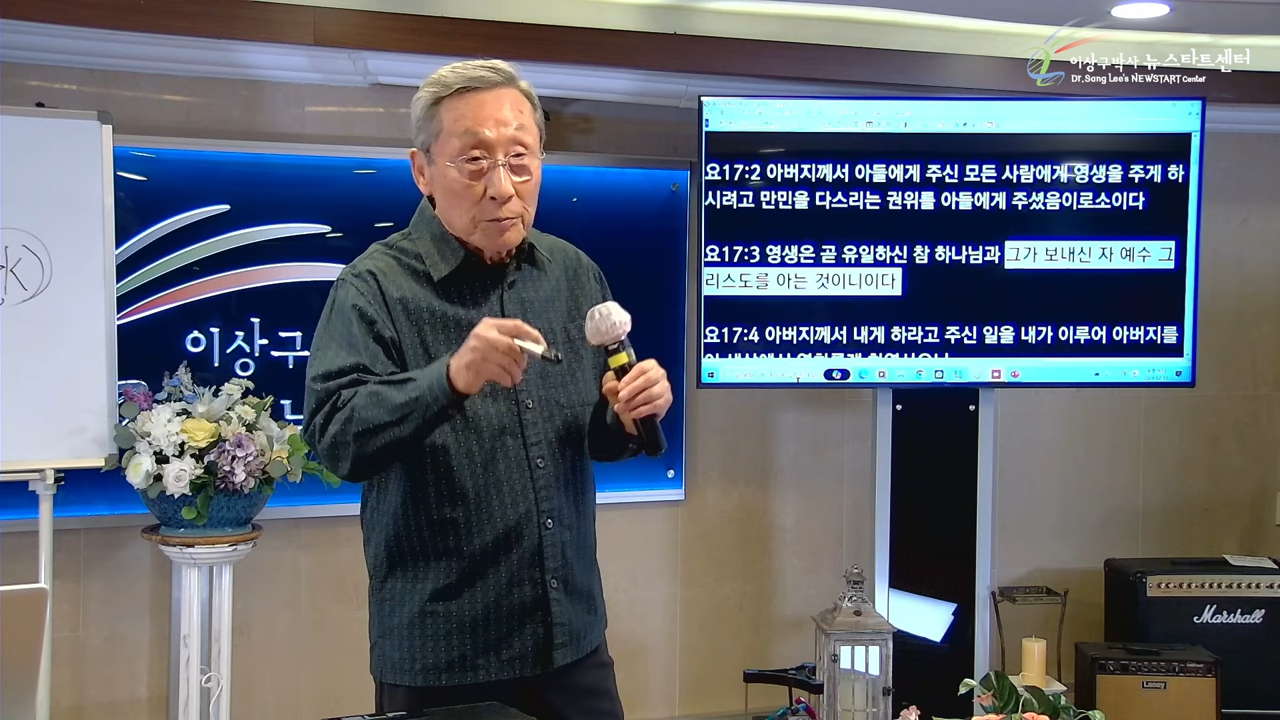 이상구박사 뉴스타트센터
Dr. Sang Lee's NEWSTART Center
요17:2 아버지께서 아들에게 주신 모든 사람에게 영생을 주게 하
시려고 만민을 다스리는 권위를 아들에게 주셨음이로소이다
요17:3 영생은 곧 유일하신 참 하나님과 그가 보내신 자 예수 그
리스도를 아는 것이니이다
요17:4 아버지께서 내게 하라고 주신 일을 내가 이루어 아버지를
이상구
Marshall
Laney